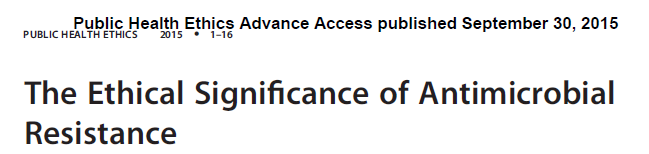 Public Health Ethics Advance Access published September 30, 2015
PUBLIC HEALTH ETHICS 2015 • 1–16
The Ethical Significance of Antimicrobial
Resistance